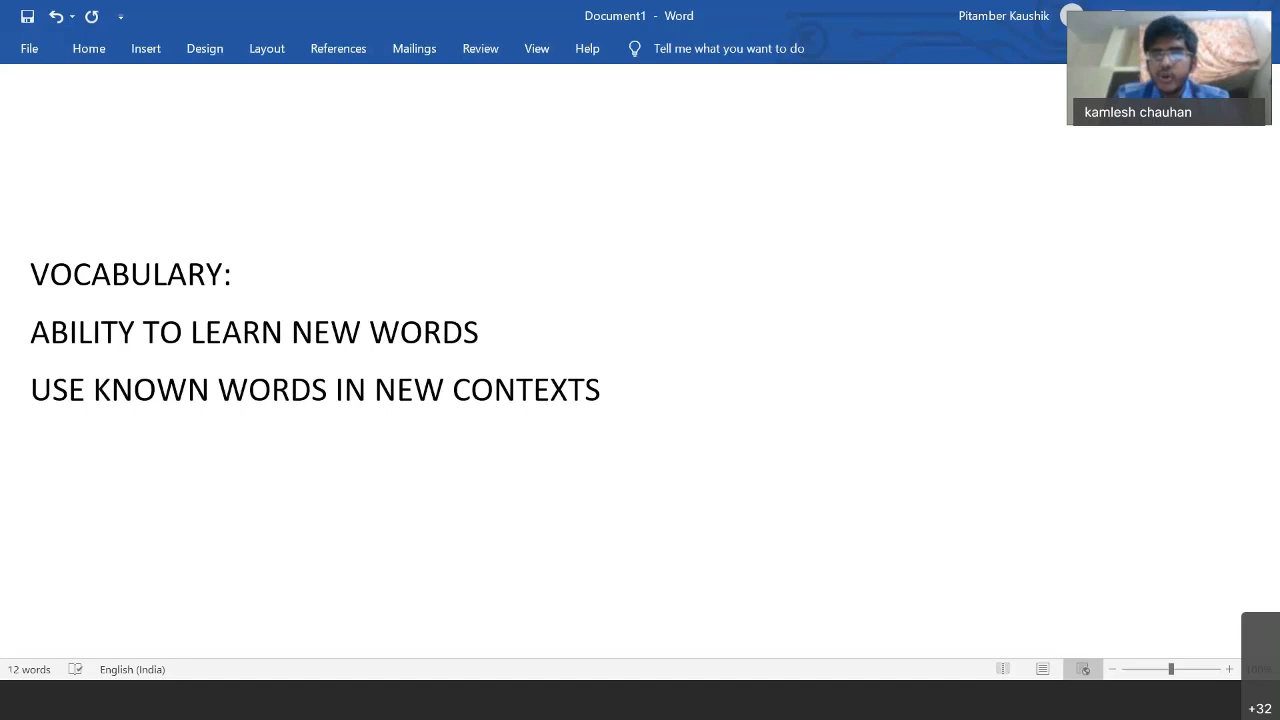 Document1 - Word
Pitamber Kaushik
File Home Insert Design Layout References Mailings Review View Help Tell me what you want to do
kamlesh chauhan
VOCABULARY:
ABILITY TO LEARN NEW WORDS
USE KNOWN WORDS IN NEW CONTEXTS
12 words English (India)
100%
+32